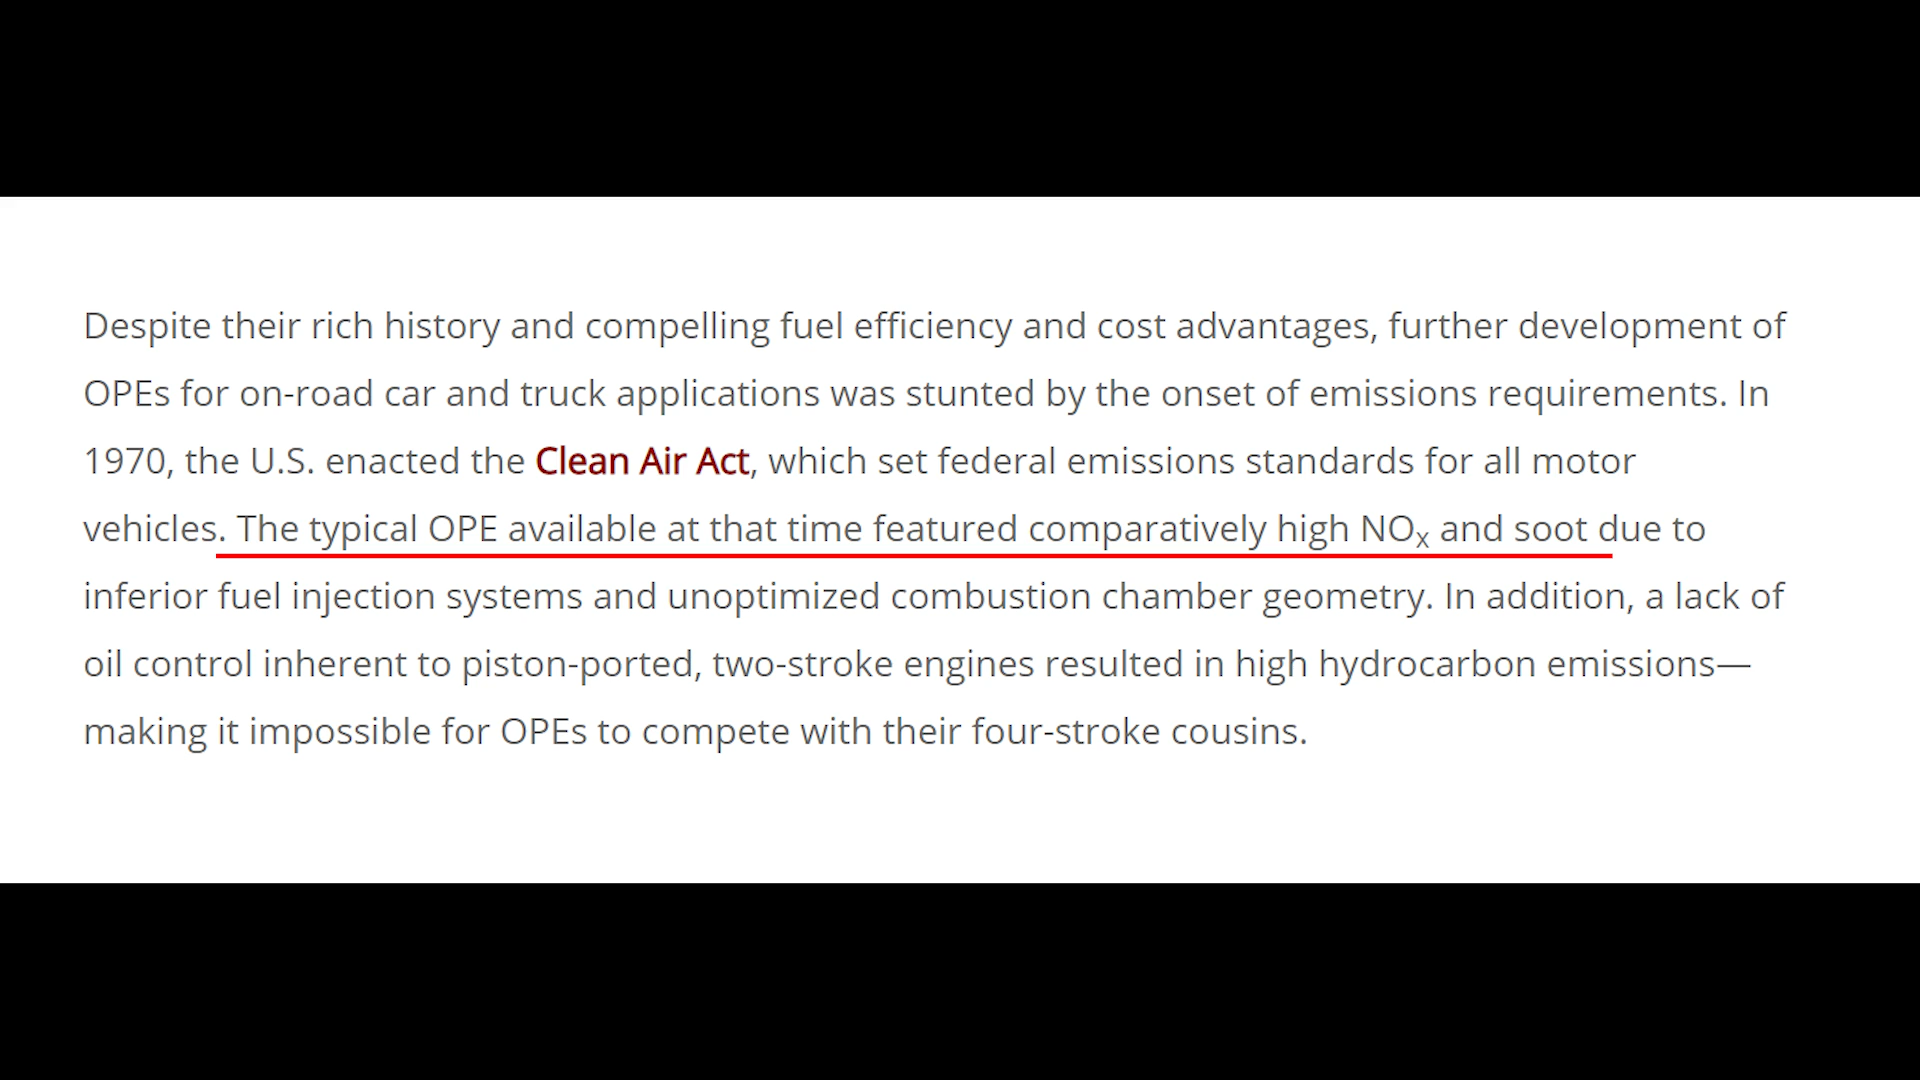 Despite their rich history and compelling fuel efficiency and cost advantages, further development of
OPEs for on-road car and truck applications was stunted by the onset of emissions requirements. In
1970, the U.S. enacted the Clean Air Act, which set federal emissions standards for all motor
vehicles. The typical OPE available at that time featured comparatively high NOx and soot due to
inferior fuel injection systems and unoptimized combustion chamber geometry. In addition, a lack of
oil control inherent to piston-ported, two-stroke engines resulted in high hydrocarbon emissions—
making it impossible for OPEs to compete with their four-stroke cousins.